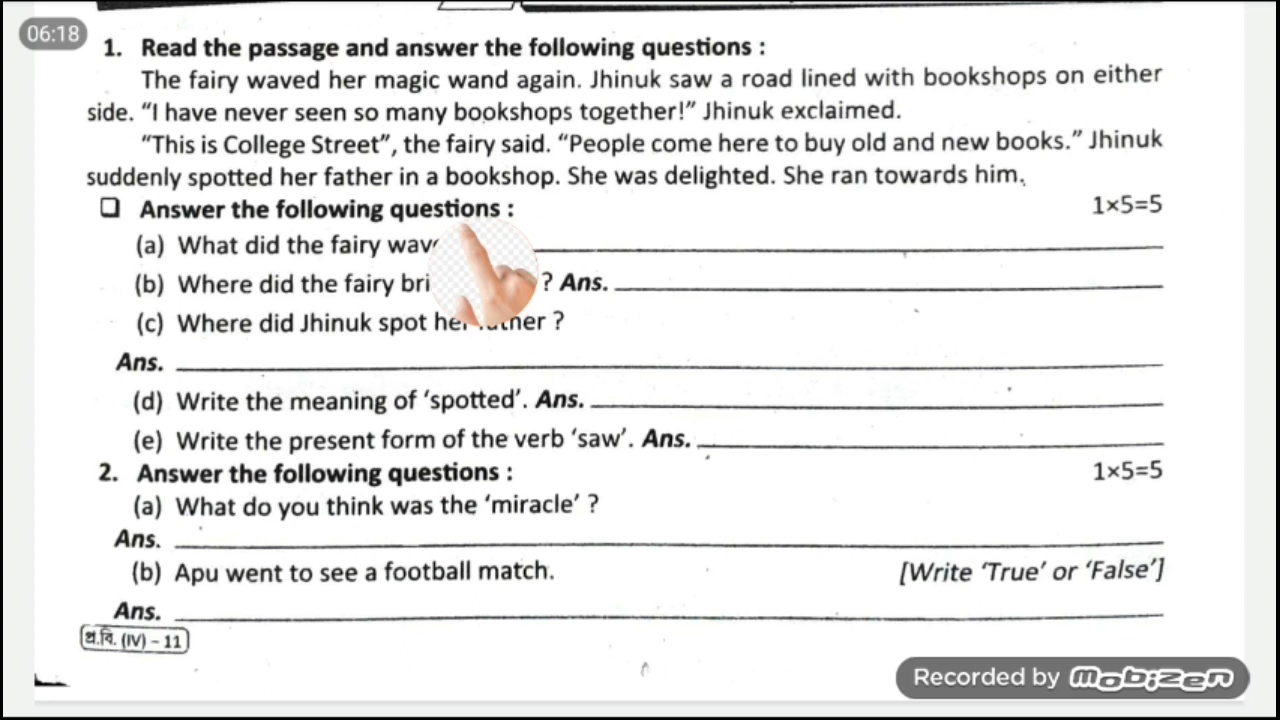 06:18
1. Read the passage and answer the following questions :
The fairy waved her magic wand again. Jhinuk saw a road lined with bookshops on either
side. “I have never seen so many bookshops together!” Jhinuk exclaimed.
“This is College Street”, the fairy said. “People come here to buy old and new books.” Jhinuk
suddenly spotted her father in a bookshop. She was delighted. She ran towards him.
❑ Answer the following questions : 1×5=5
(a) What did the fairy
(b) Where did the fairy ? Ans.
(c) Where did Jhinuk spot ?
Ans.
(d) Write the meaning of ‘spotted’. Ans.
(e) Write the present form of the verb ‘saw’. Ans.
2. Answer the following questions : 1×5=5
(a) What do you think was the ‘miracle’ ?
Ans.
(b) Apu went to see a football match. [Write ‘True’ or ‘False’]
Ans.
প্র.বি. (IV) – 11
Recorded by mobizen